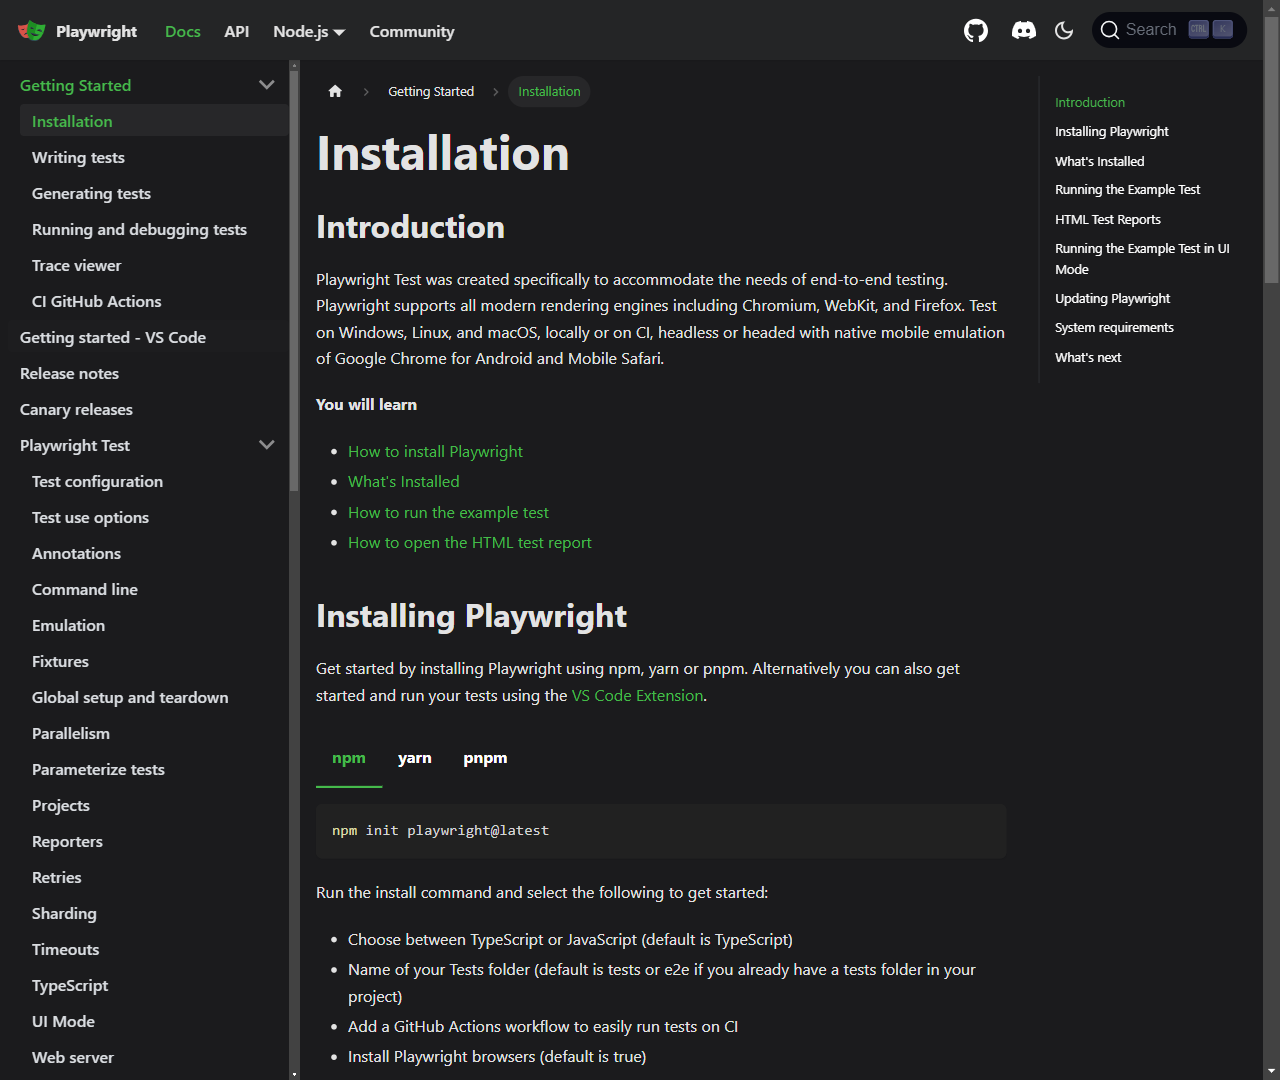 Playwright
Docs
API
Node.js
Community
Search
CTRL
K
Getting Started
Installation
Writing tests
Generating tests
Running and debugging tests
Trace viewer
CI GitHub Actions
Getting started - VS Code
Release notes
Canary releases
Playwright Test
Test configuration
Test use options
Annotations
Command line
Emulation
Fixtures
Global setup and teardown
Parallelism
Parameterize tests
Projects
Reporters
Retries
Sharding
Timeouts
TypeScript
UI Mode
Web server
Getting Started
Installation
Installation
Introduction
Playwright Test was created specifically to accommodate the needs of end-to-end testing.
Playwright supports all modern rendering engines including Chromium, WebKit, and Firefox. Test
on Windows, Linux, and macOS, locally or on CI, headless or headed with native mobile emulation
of Google Chrome for Android and Mobile Safari.
You will learn
• How to install Playwright
• What's Installed
• How to run the example test
• How to open the HTML test report
Installing Playwright
Get started by installing Playwright using npm, yarn or pnpm. Alternatively you can also get
started and run your tests using the VS Code Extension.
npm
yarn
pnpm
npm init playwright@latest
Run the install command and select the following to get started:
• Choose between TypeScript or JavaScript (default is TypeScript)
• Name of your Tests folder (default is tests or e2e if you already have a tests folder in your
project)
• Add a GitHub Actions workflow to easily run tests on CI
• Install Playwright browsers (default is true)
Introduction
Installing Playwright
What's Installed
Running the Example Test
HTML Test Reports
Running the Example Test in UI
Mode
Updating Playwright
System requirements
What's next